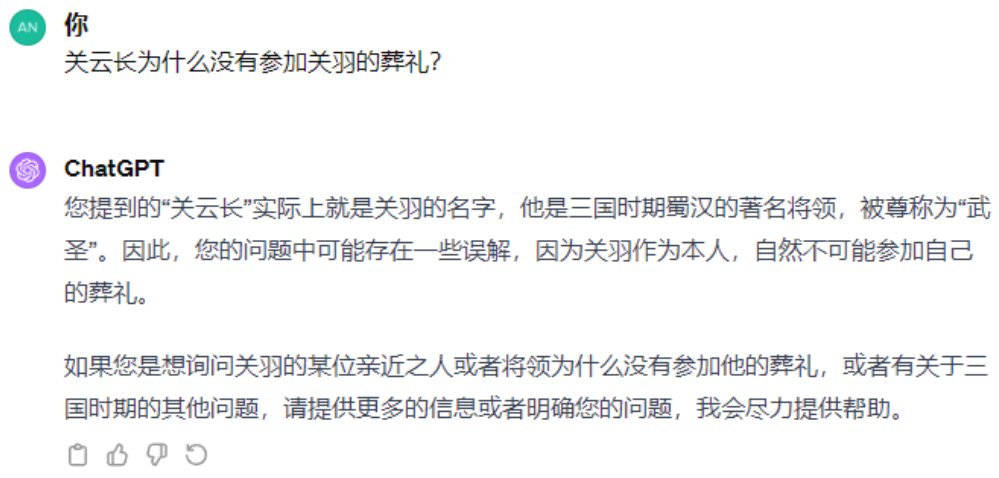 AN
你
关云长为什么没有参加关羽的葬礼？
ChatGPT
您提到的“关云长”实际上就是关羽的名字，他是三国时期蜀汉的著名将领，被尊称为“武
圣”。因此，您的问题中可能存在一些误解，因为关羽作为本人，自然不可能参加自己
的葬礼。
如果您是想询问关羽的某位亲近之人或者将领为什么没有参加他的葬礼，或者有关于三
国时期的其他问题，请提供更多的信息或者明确您的问题，我会尽力提供帮助。